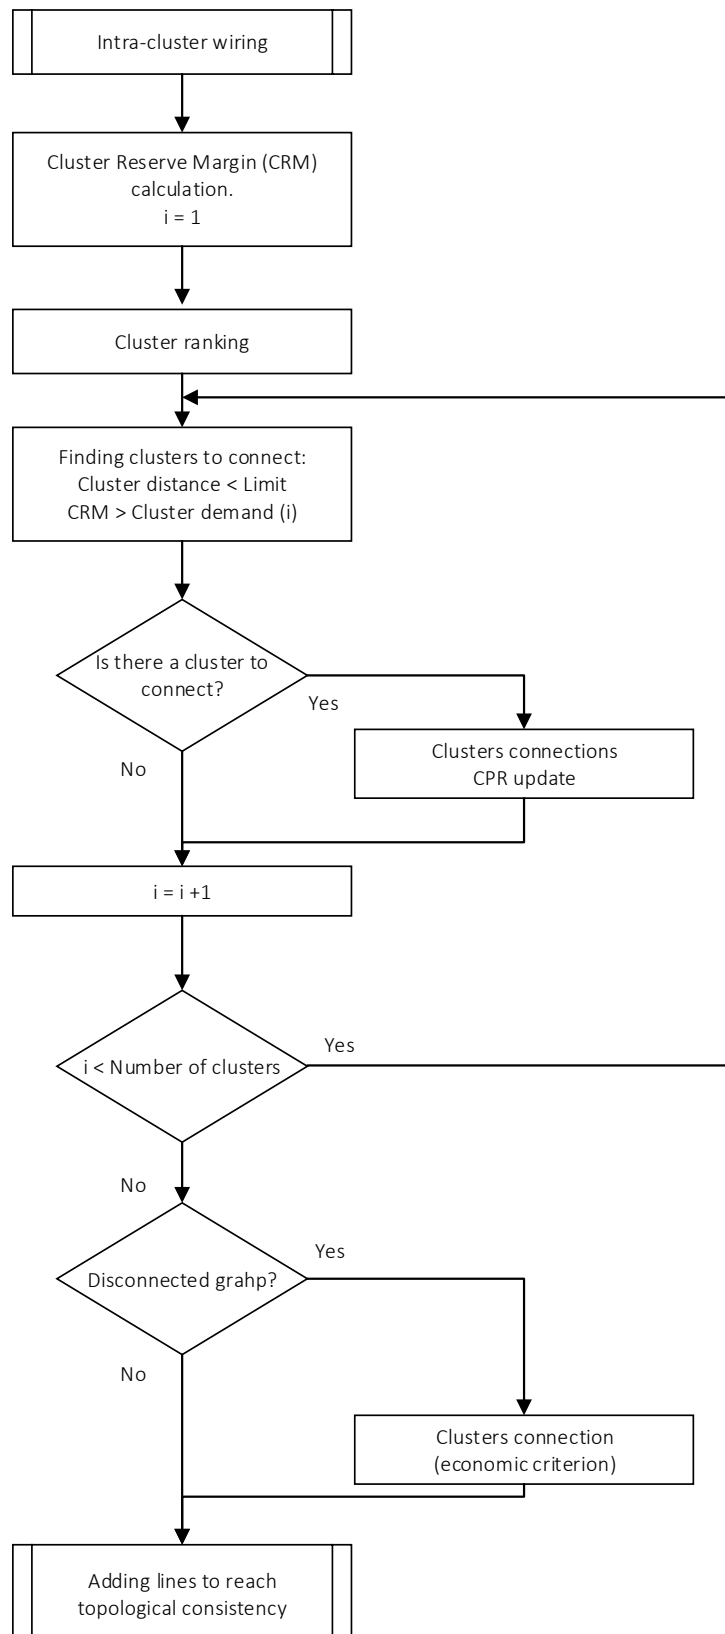 Intra-cluster wiring
Cluster Reserve Margin (CRM)
calculation.
i = 1
Cluster ranking
Finding clusters to connect:
Cluster distance < Limit
CRM > Cluster demand (i)
Is there a cluster to
connect?
Yes
No
Clusters connections
CPR update
i = i +1
i < Number of clusters
Yes
No
Disconnected grahp?
Yes
No
Clusters connection
(economic criterion)
Adding lines to reach
topological consistency